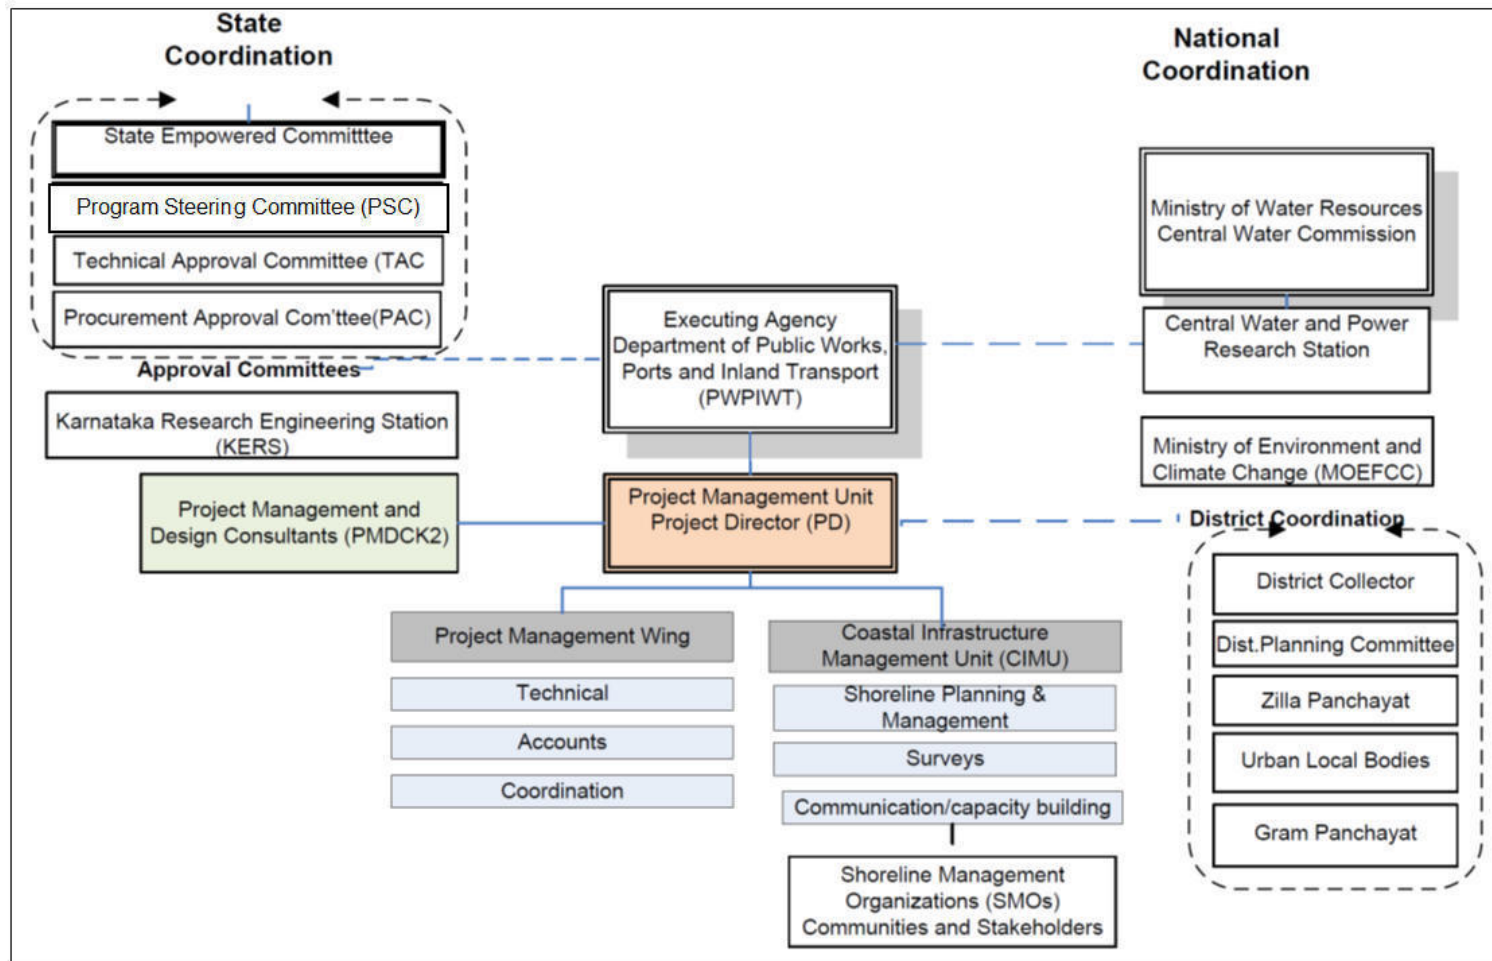 State
Coordination
State Empowered Committtee
Program Steering Committee (PSC)
Technical Approval Committee (TAC
Procurement Approval Com'ttee(PAC)
Approval Committees
Karnataka Research Engineering Station
(KERS)
Project Management and
Design Consultants (PMDCK2)
Executing Agency
Department of Public Works,
Ports and Inland Transport
(PWPIWT)
Project Management Unit
Project Director (PD)
Project Management Wing
Technical
Accounts
Coordination
Coastal Infrastructure
Management Unit (CIMU)
Shoreline Planning &
Management
Surveys
Communication/capacity building
Shoreline Management
Organizations (SMOs)
Communities and Stakeholders
National
Coordination
Ministry of Water Resources
Central Water Commission
Central Water and Power
Research Station
Ministry of Environment and
Climate Change (MOEFCC)
District Coordination
District Collector
Dist.Planning Committee
Zilla Panchayat
Urban Local Bodies
Gram Panchayat